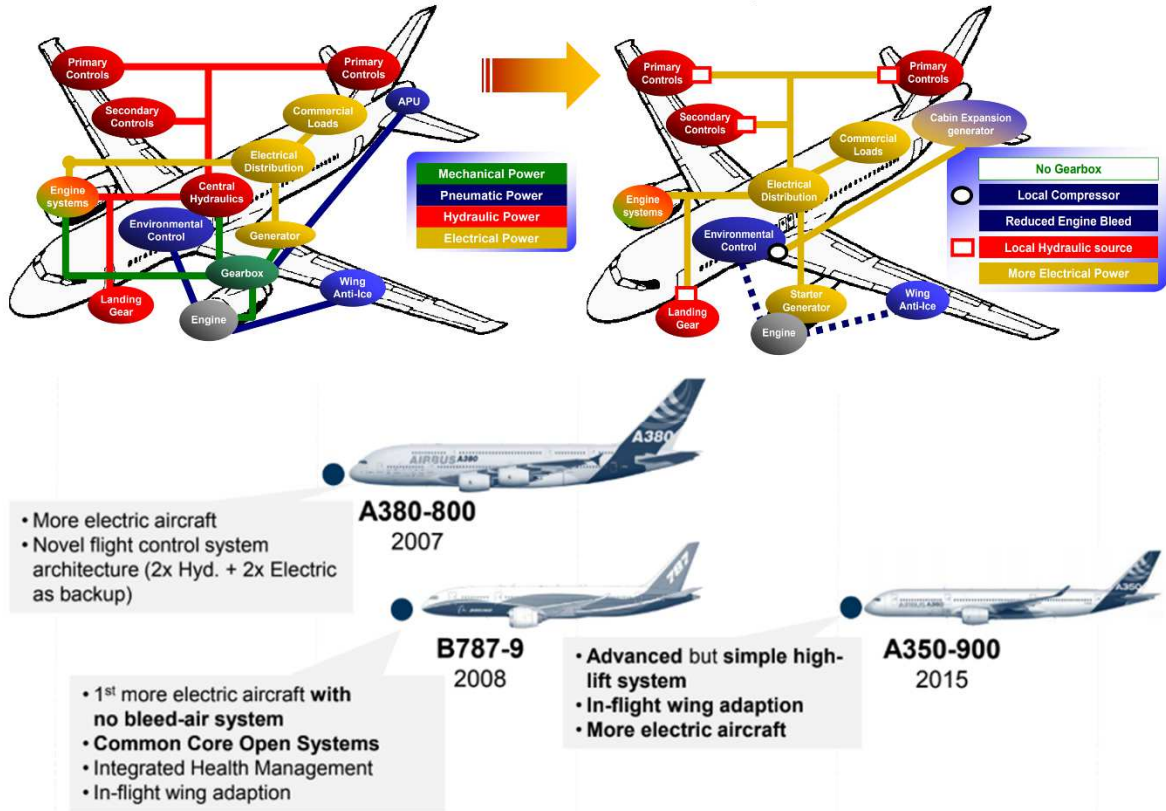 Primary
Controls
Primary
Controls
Secondary
Controls
Commercial
Loads
APU
Electrical
Distribution
Engine
systems
Central
Hydraulics
Environmental
Control
Generator
Gearbox
Landing
Gear
Engine
Wing
Anti-Ice
Mechanical Power
Pneumatic Power
Hydraulic Power
Electrical Power
Primary
Controls
Primary
Controls
Secondary
Controls
Commercial
Loads
Cabin Expansion
generator
Electrical
Distribution
Engine
systems
Environmental
Control
Landing
Gear
Starter
Generator
Engine
Wing
Anti-Ice
No Gearbox
Local Compressor
Reduced Engine Bleed
Local Hydraulic source
More Electrical Power
A380
AIRBUS A380
A380-800
2007
• More electric aircraft
• Novel flight control system
architecture (2x Hyd. + 2x Electric
as backup)
787
B787-9
2008
• 1st more electric aircraft with
no bleed-air system
• Common Core Open Systems
• Integrated Health Management
• In-flight wing adaption
A350
A350-900
2015
• Advanced but simple high-
lift system
• In-flight wing adaption
• More electric aircraft